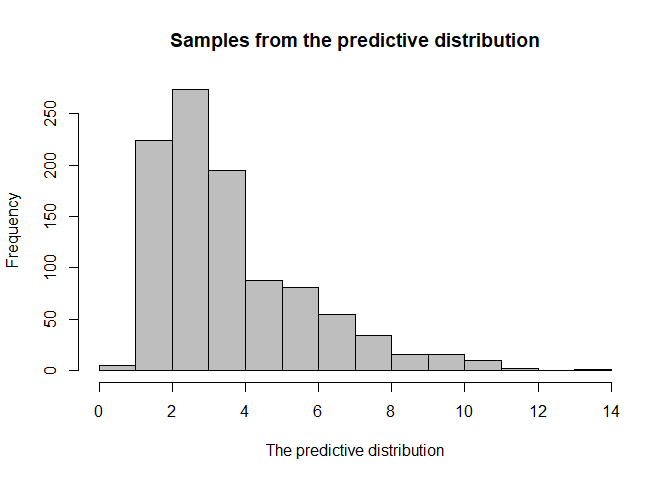 Samples from the predictive distribution
Frequency
250
200
150
100
50
0
0 2 4 6 8 10 12 14
The predictive distribution